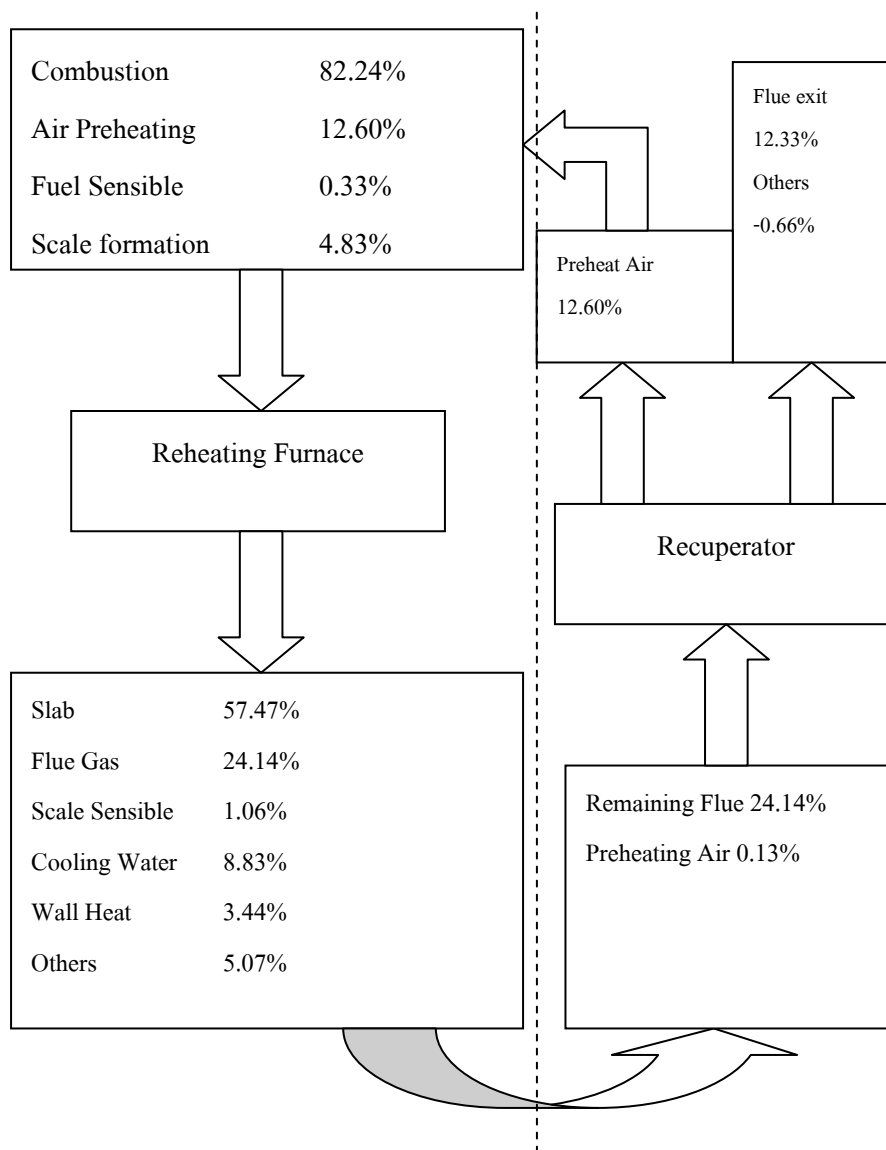 Combustion 82.24%
Air Preheating 12.60%
Fuel Sensible 0.33%
Scale formation 4.83%
Reheating Furnace
Slab 57.47%
Flue Gas 24.14%
Scale Sensible 1.06%
Cooling Water 8.83%
Wall Heat 3.44%
Others 5.07%
Flue exit
12.33%
Others
-0.66%
Preheat Air
12.60%
Recuperator
Remaining Flue 24.14%
Preheating Air 0.13%